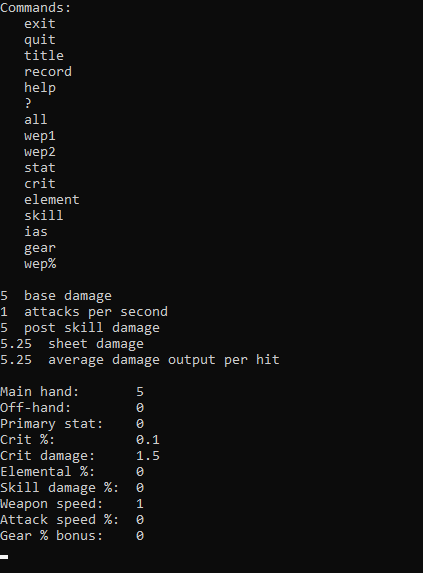 Commands:
exit
quit
title
record
help
?
all
wep1
wep2
stat
crit
element
skill
ias
gear
wep%
5 base damage
1 attacks per second
5 post skill damage
5.25 sheet damage
5.25 average damage output per hit
Main hand: 5
Off-hand: 0
Primary stat: 0
Crit %: 0.1
Crit damage: 1.5
Elemental %: 0
Skill damage %: 0
Weapon speed: 1
Attack speed %: 0
Gear % bonus: 0